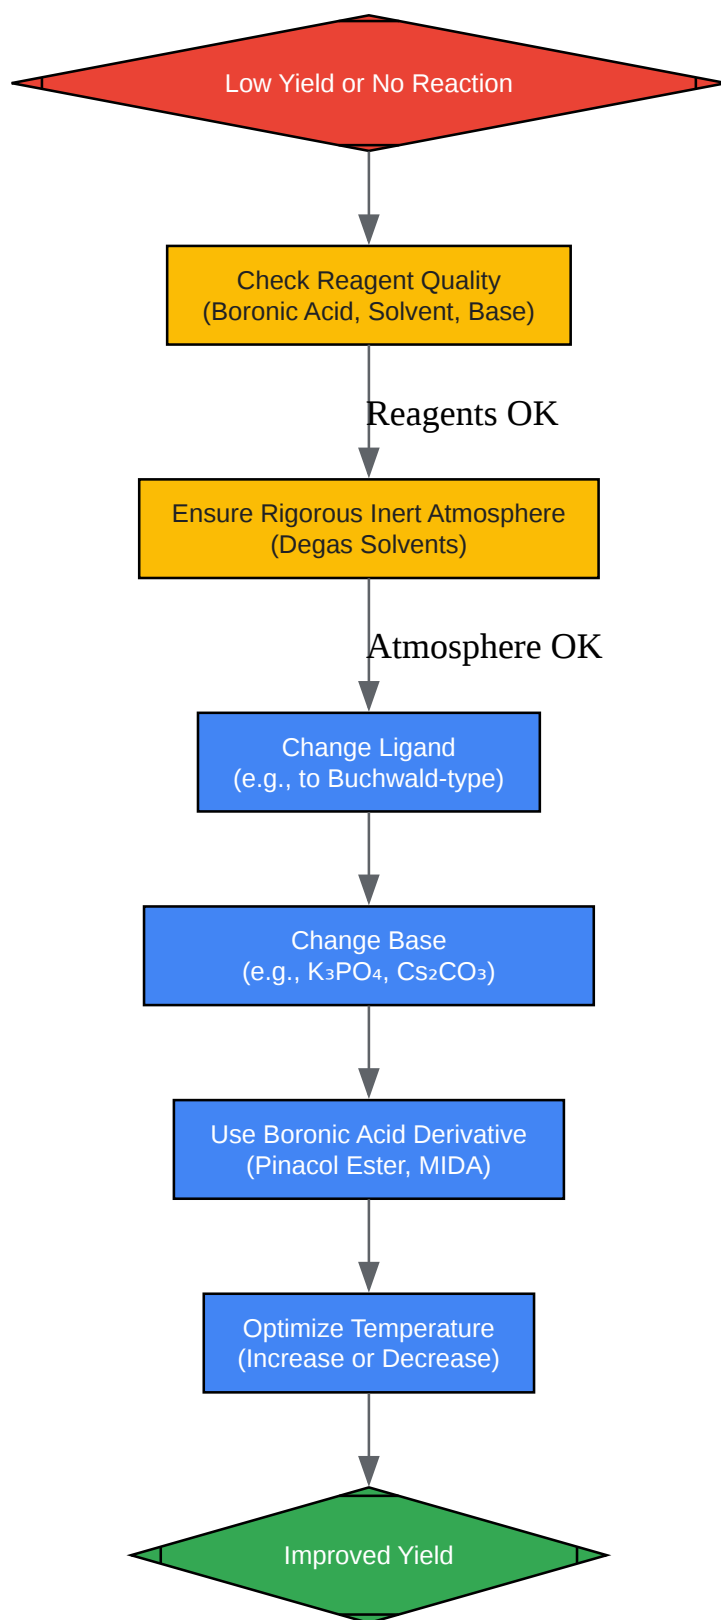 Low Yield or No Reaction
Check Reagent Quality
(Boronic Acid, Solvent, Base)
Reagents OK
Ensure Rigorous Inert Atmosphere
(Degas Solvents)
Atmosphere OK
Change Ligand
(e.g., to Buchwald-type)
Change Base
(e.g., K₃PO₄, Cs₂CO₃)
Use Boronic Acid Derivative
(Pinacol Ester, MIDA)
Optimize Temperature
(Increase or Decrease)
Improved Yield